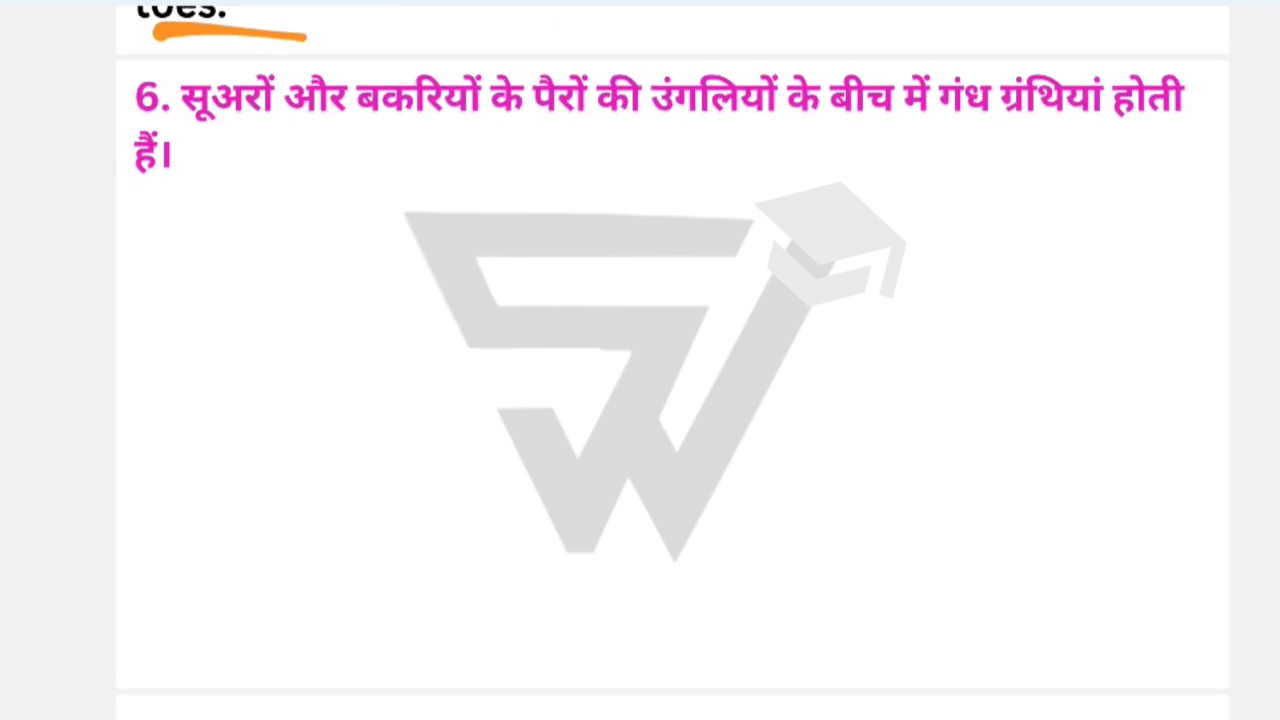 toes.
6. सूअरों और बकरियों के पैरों की उंगलियों के बीच में गंध ग्रंथियां होती
हैं।